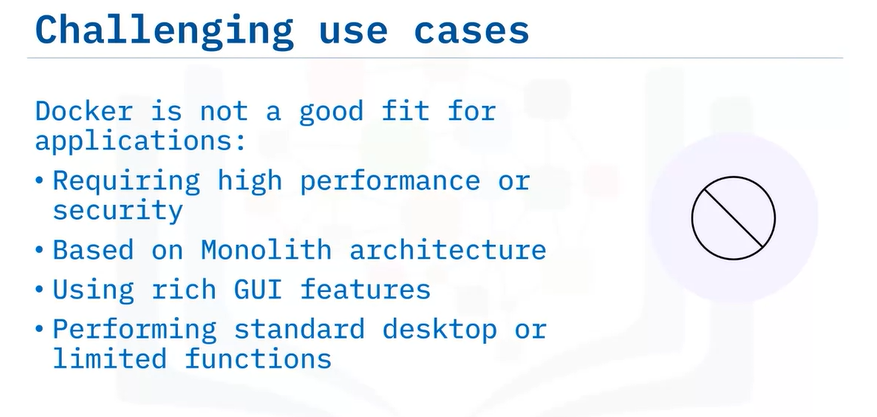 Challenging use cases
Docker is not a good fit for
applications:
• Requiring high performance or
security
• Based on Monolith architecture
• Using rich GUI features
• Performing standard desktop or
limited functions